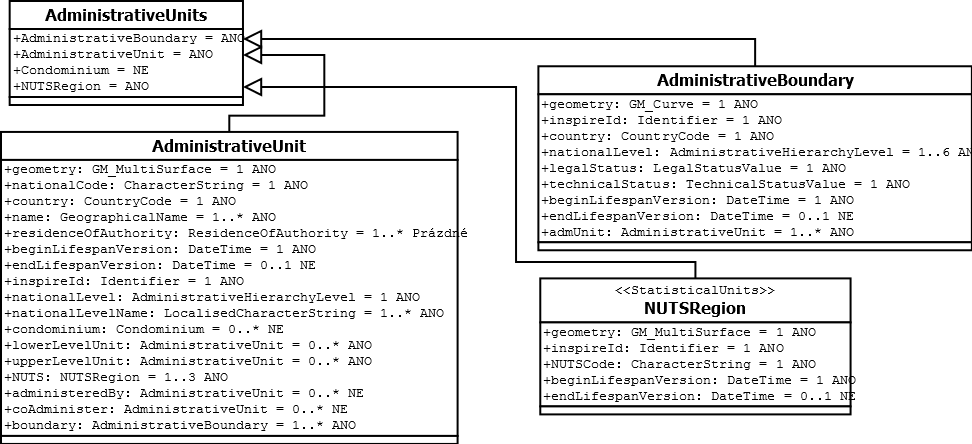 AdministrativeUnits
+AdministrativeBoundary = ANO
+AdministrativeUnit = ANO
+Condominium = NE
+NUTSRegion = ANO
AdministrativeBoundary
+geometry: GM_Curve = 1 ANO
+inspireId: Identifier = 1 ANO
+country: CountryCode = 1 ANO
+nationalLevel: AdministrativeHierarchyLevel = 1..6 ANO
+legalStatus: LegalStatusValue = 1 ANO
+technicalStatus: TechnicalStatusValue = 1 ANO
+beginLifespanVersion: DateTime = 1 ANO
+endLifespanVersion: DateTime = 0..1 NE
+admUnit: AdministrativeUnit = 1..* ANO
AdministrativeUnit
+geometry: GM_MultiSurface = 1 ANO
+nationalCode: CharacterString = 1 ANO
+country: CountryCode = 1 ANO
+name: GeographicalName = 1..* ANO
+residenceOfAuthority: ResidenceOfAuthority = 1..* Prázdné
+beginLifespanVersion: DateTime = 1 ANO
+endLifespanVersion: DateTime = 0..1 NE
+inspireId: Identifier = 1 ANO
+nationalLevel: AdministrativeHierarchyLevel = 1 ANO
+nationalLevelName: LocalisedCharacterString = 1..* ANO
+condominium: Condominium = 0..* NE
+lowerLevelUnit: AdministrativeUnit = 0..* ANO
+upperLevelUnit: AdministrativeUnit = 0..* ANO
+NUTS: NUTSRegion = 1..3 ANO
+administeredBy: AdministrativeUnit = 0..* NE
+coAdminister: AdministrativeUnit = 0..* NE
+boundary: AdministrativeBoundary = 1..* ANO
<<StatisticalUnits>>
NUTSRegion
+geometry: GM_MultiSurface = 1 ANO
+inspireId: Identifier = 1 ANO
+NUTSCode: CharacterString = 1 ANO
+beginLifespanVersion: DateTime = 1 ANO
+endLifespanVersion: DateTime = 0..1 NE